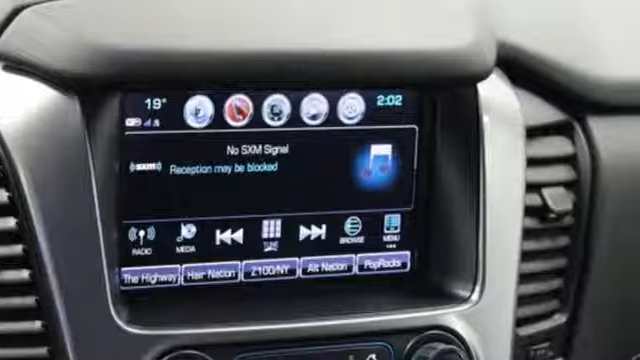 19° 2:02
No SXM Signal
((SXM)) Reception may be blocked
RADIO MEDIA TUNE BROWSE MENU
The Highway Hair Nation Z100/NY Alt Nation PopRocks